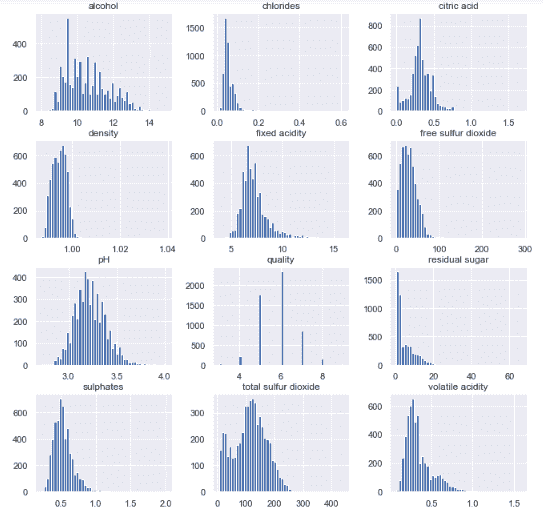 alcohol chlorides citric acid
400 200 0
8 10 12 14
1500 1000 500 0
0.0 0.2 0.4 0.6
800 600 400 200 0
0.0 0.5 1.0 1.5
density fixed acidity free sulfur dioxide
600 400 200 0
1.00 1.02 1.04
600 400 200 0
5 10 15
600 400 200 0
0 100 200 300
pH quality residual sugar
400 300 200 100 0
3.0 3.5 4.0
2000 1500 1000 500 0
4 6 8
1500 1000 500 0
0 20 40 60
sulphates total sulfur dioxide volatile acidity
600 400 200 0
0.5 1.0 1.5 2.0
300 200 100 0
0 100 200 300 400
600 400 200 0
0.5 1.0 1.5